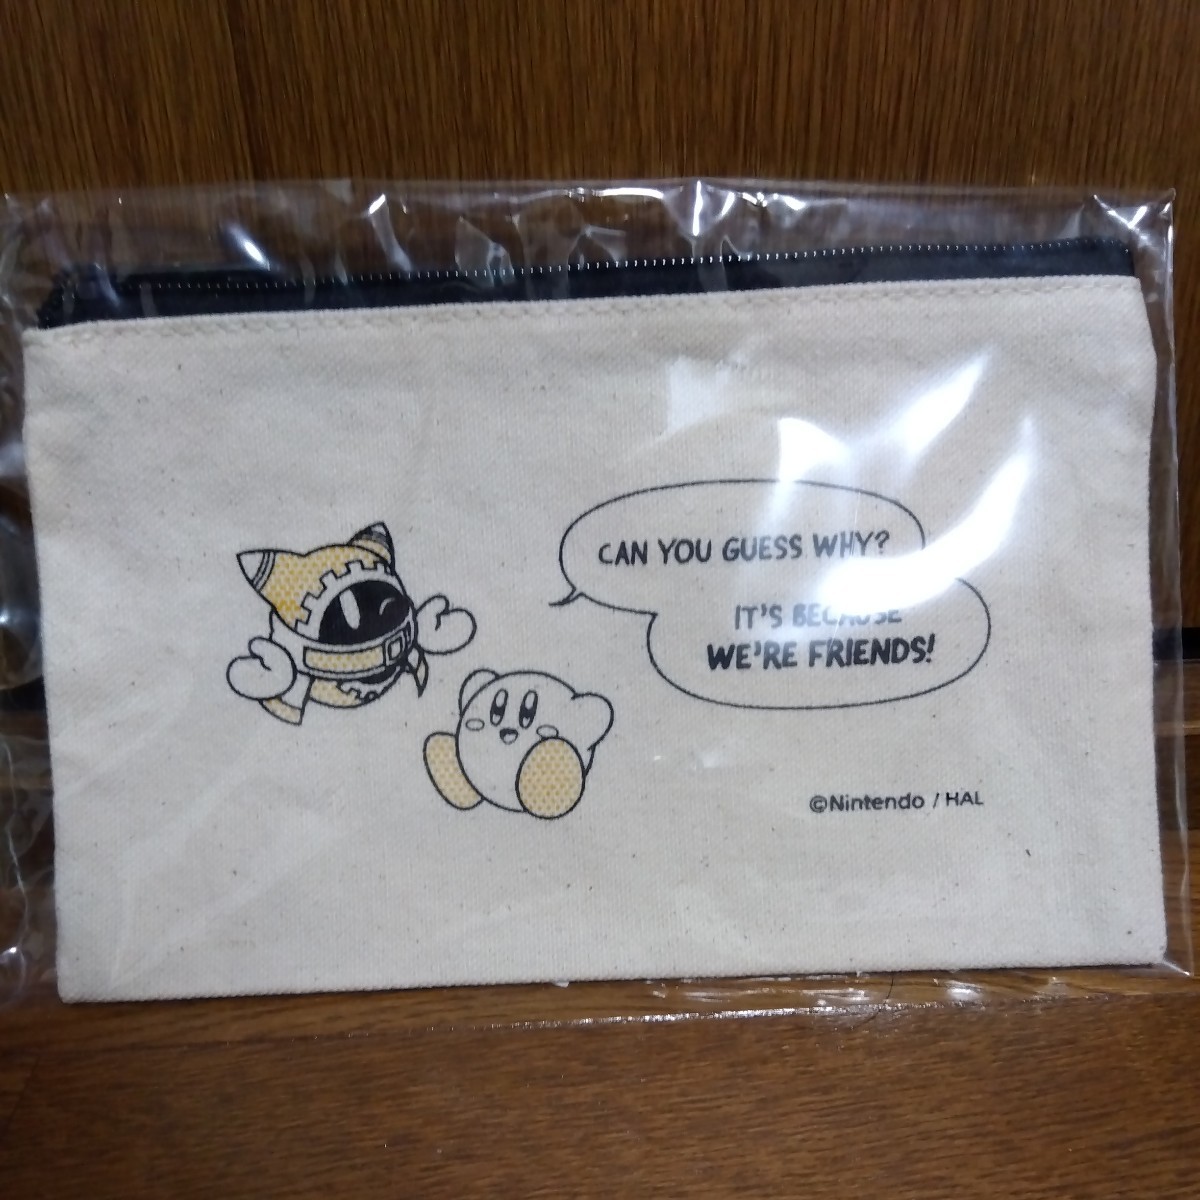 CAN YOU GUESS WHY?
IT'S BECAUSE
WE'RE FRIENDS!
©Nintendo / HAL